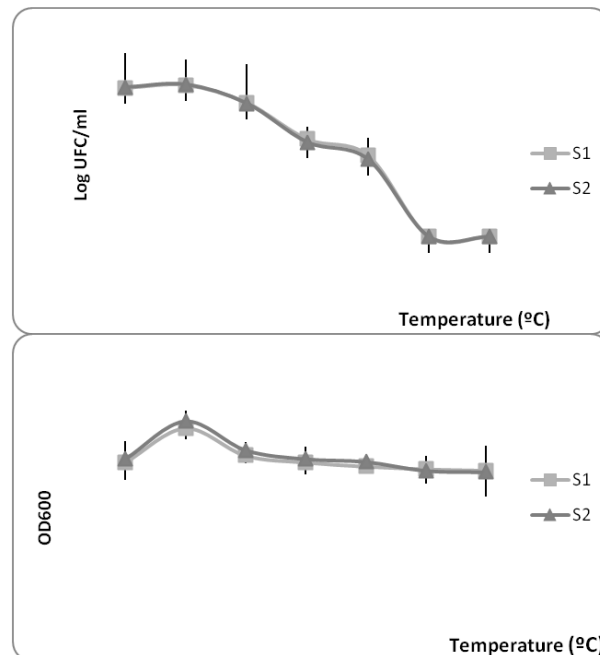 Log UFC/ml
S1
S2
Temperature (ºC)
OD600
S1
S2
Temperature (ºC)